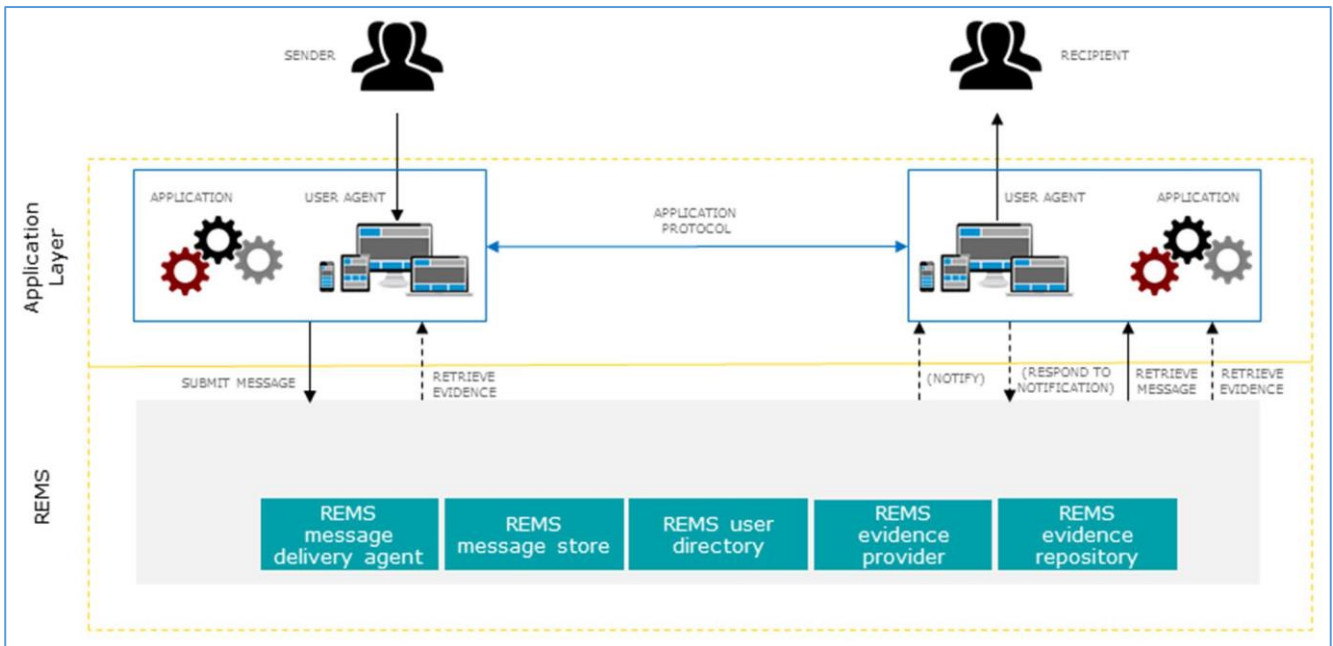 SENDER
RECIPIENT
Application
Layer
APPLICATION
USER AGENT
APPLICATION
PROTOCOL
USER AGENT
APPLICATION
SUBMIT MESSAGE
RETRIEVE
EVIDENCE
(NOTIFY)
(RESPOND TO
NOTIFICATION)
RETRIEVE
MESSAGE
RETRIEVE
EVIDENCE
REMS
REMS
message
delivery agent
REMS
message store
REMS user
directory
REMS
evidence
provider
REMS
evidence
repository